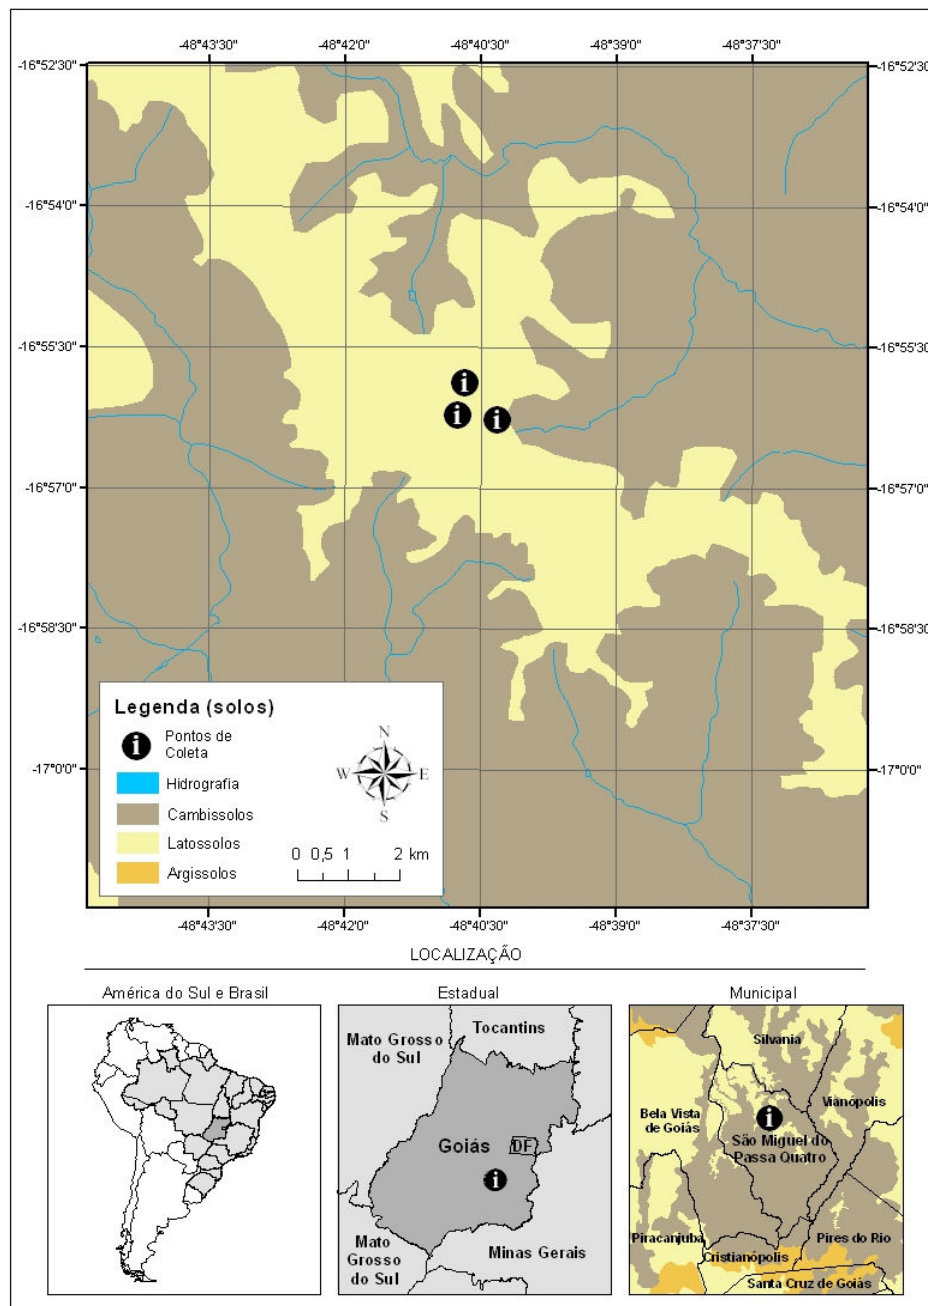 -48°43'30" -48°42'0" -48°40'30" -48°39'0" -48°37'30"
-16°52'30" -16°52'30"
-16°54'0" -16°54'0"
-16°55'30" -16°55'30"
i
i i
-16°57'0" -16°57'0"
-16°58'30" -16°58'30"
-17°0'0" -17°0'0"
Legenda (solos)
i Pontos de
Coleta
Hidrografia
Cambissolos
Latossolos
Argissolos
N
W E
S
0 0,5 1 2 km
-48°43'30" -48°42'0" -48°40'30" -48°39'0" -48°37'30"
LOCALIZAÇÃO
América do Sul e Brasil
Estadual
Mato Grosso
do Sul
Tocantins
Goiás
DF
i
Mato
Grosso
do Sul
Minas Gerais
Municipal
Silvania
Vianópolis
Bela Vista
de Goiás
i
São Miguel do
Passa Quatro
Piracanjuba
Pires do Rio
Cristianópolis
Santa Cruz de Goiás